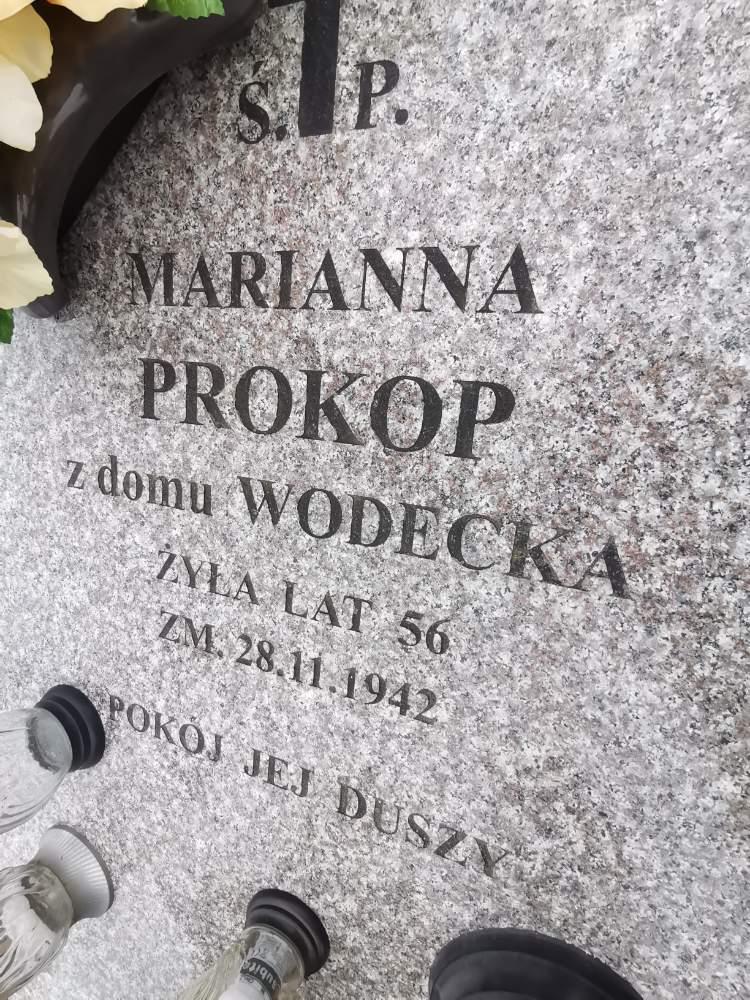 Ś. P.
MARIANNA
PROKOP
z domu WODECKA
ŻYŁA LAT 56
ZM. 28.11.1942
POKÓJ JEJ DUSZY